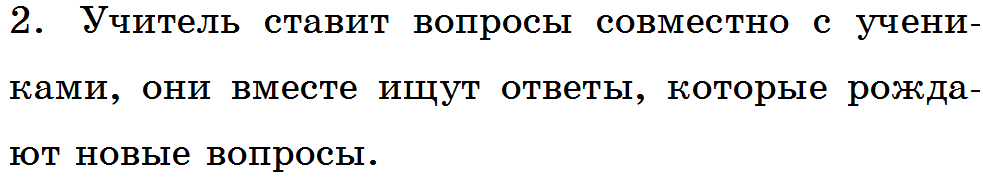 2. Учитель ставит вопросы совместно с учени-
ками, они вместе ищут ответы, которые рожда-
ют новые вопросы.